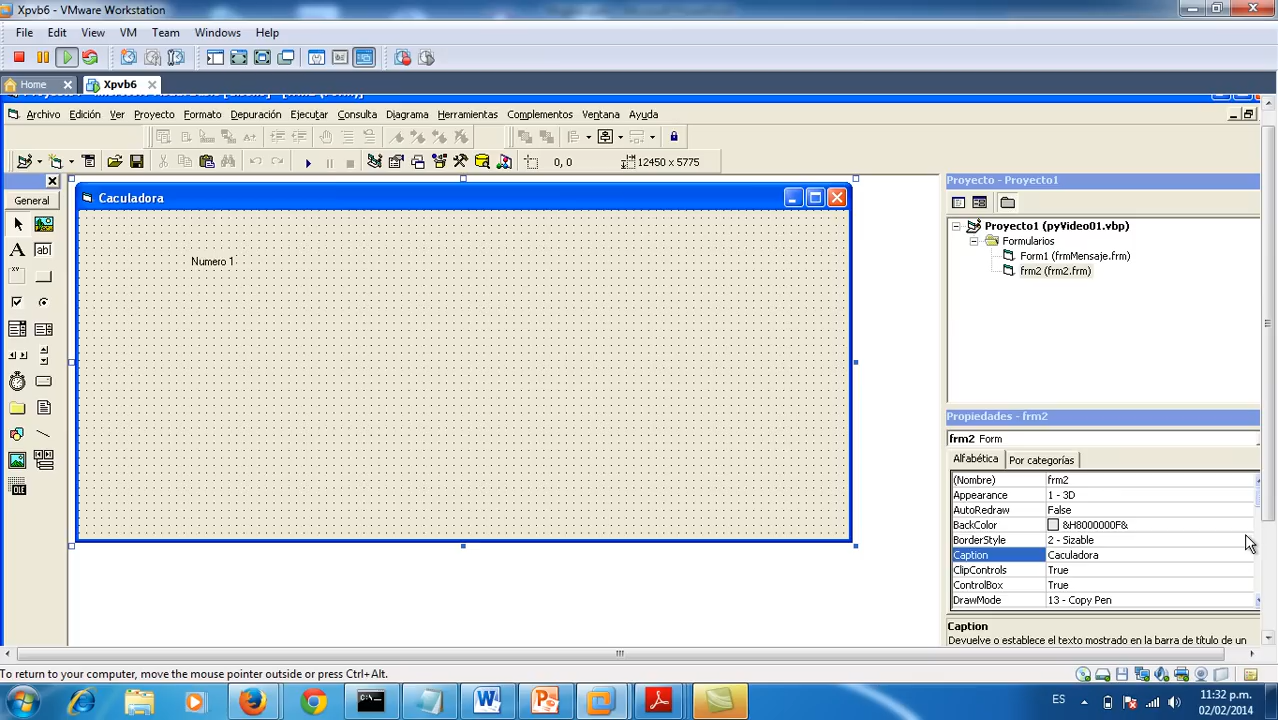 Xpvb6 - VMware Workstation
File Edit View VM Team Windows Help
Home Xpvb6
Archivo Edición Ver Proyecto Formato Depuración Ejecutar Consulta Diagrama Herramientas Complementos Ventana Ayuda
0, 0 12450 x 5775
General
Caculadora
Numero 1
Proyecto - Proyecto1
Proyecto1 (pyVideo01.vbp)
Formularios
Form1 (frmMensaje.frm)
frm2 (frm2.frm)
Propiedades - frm2
frm2 Form
Alfabética Por categorías
(Nombre) frm2
Appearance 1 - 3D
AutoRedraw False
BackColor &H8000000F&
BorderStyle 2 - Sizable
Caption Caculadora
ClipControls True
ControlBox True
DrawMode 13 - Copy Pen
Caption
Devuelve o establece el texto mostrado en la barra de título de un
To return to your computer, move the mouse pointer outside or press Ctrl+Alt.
ES 11:32 p.m.
02/02/2014